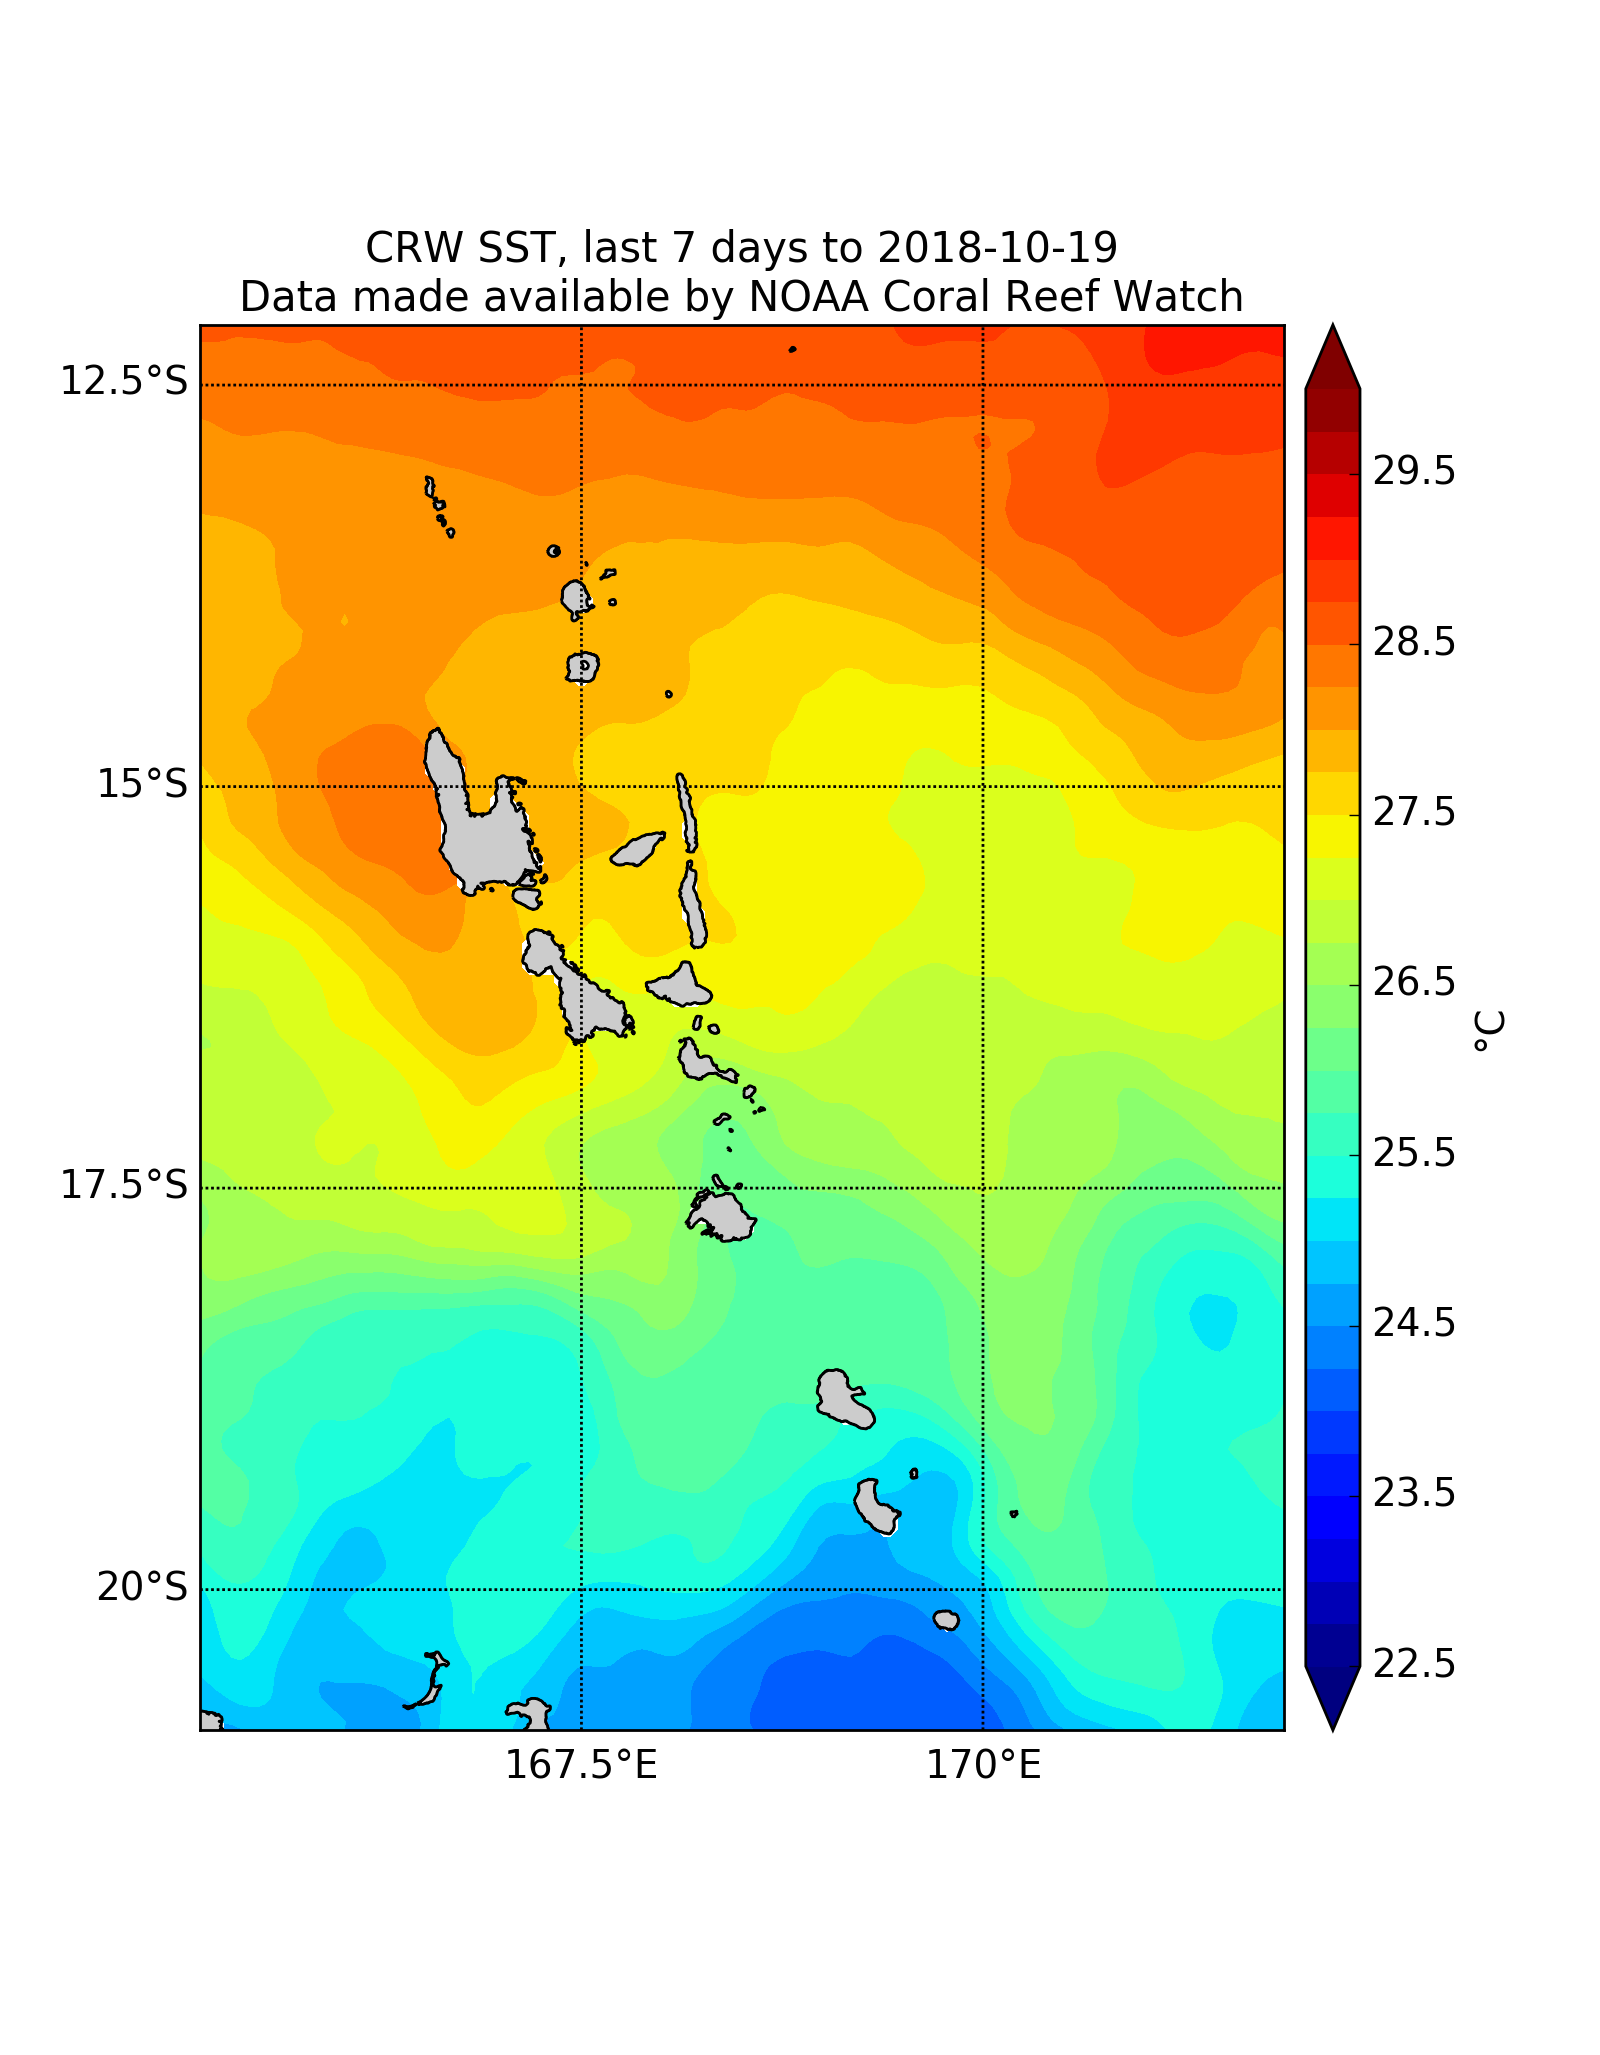 CRW SST, last 7 days to 2018-10-19
Data made available by NOAA Coral Reef Watch
12.5°S
15°S
17.5°S
20°S
167.5°E
170°E
29.5
28.5
27.5
26.5
25.5
24.5
23.5
22.5
°C